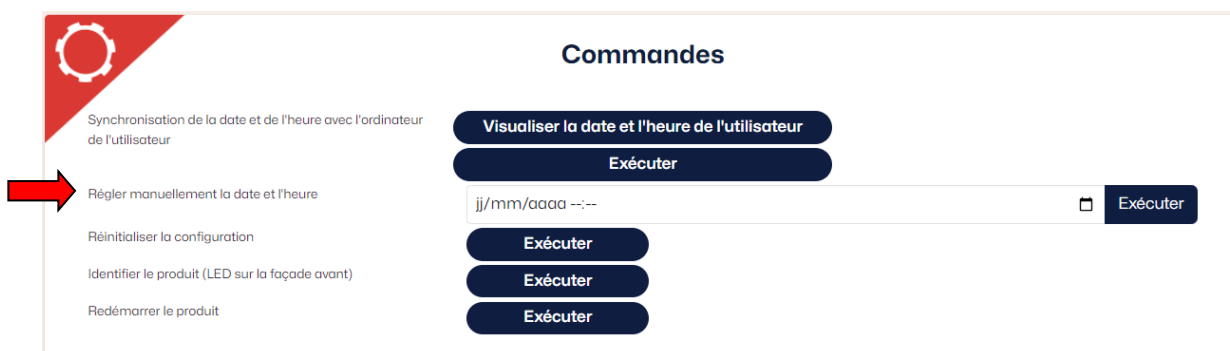 Commandes
Synchronisation de la date et de l'heure avec l'ordinateur
de l'utilisateur
Visualiser la date et l'heure de l'utilisateur
Exécuter
Régler manuellement la date et l'heure
jj/mm/aaaa --:--
Exécuter
Réinitialiser la configuration
Exécuter
Identifier le produit (LED sur la façade avant)
Exécuter
Redémarrer le produit
Exécuter